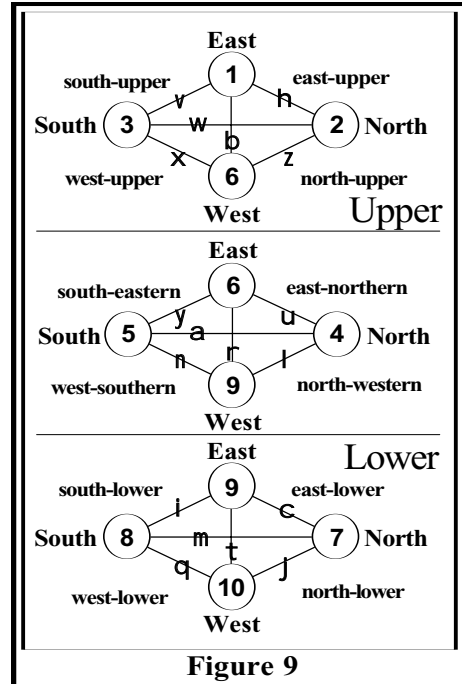 East
south-upper 1 east-upper
v h
South 3 w 2 North
b
x z
west-upper 6 north-upper
West Upper
East
south-eastern 6 east-northern
y u
South 5 a 4 North
n r l
west-southern 9 north-western
West
Lower
East
south-lower 9 east-lower
i c
South 8 m 7 North
t
q j
west-lower 10 north-lower
West
Figure 9